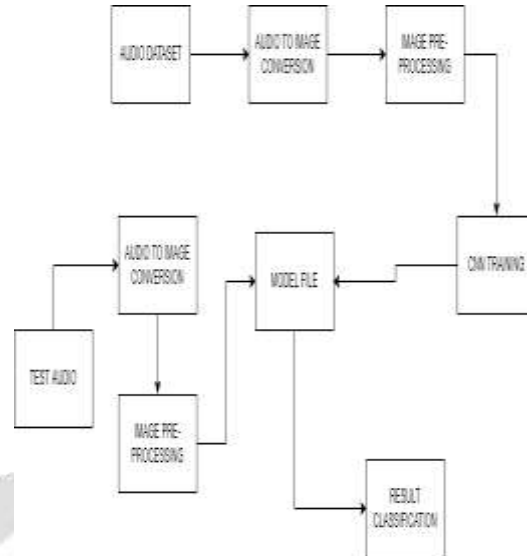 AUDIO DATASET
AUDIO TO IMAGE
CONVERSION
IMAGE PRE-
PROCESSING
CNN TRAINING
AUDIO TO IMAGE
CONVERSION
MODEL FILE
TEST AUDIO
IMAGE PRE-
PROCESSING
RESULT
CLASSIFICATION